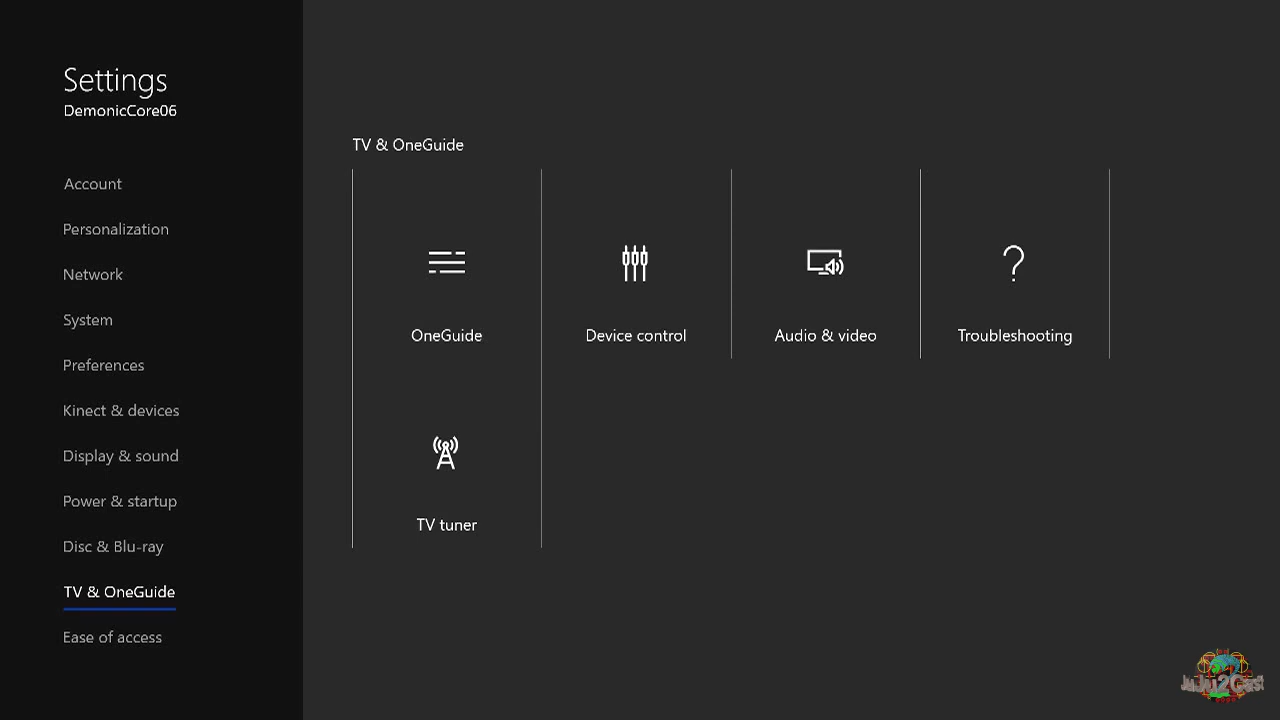 Settings
DemonicCore06
Account
Personalization
Network
System
Preferences
Kinect & devices
Display & sound
Power & startup
Disc & Blu-ray
TV & OneGuide
Ease of access
TV & OneGuide
OneGuide
Device control
Audio & video
Troubleshooting
TV tuner
JuJu2Cast